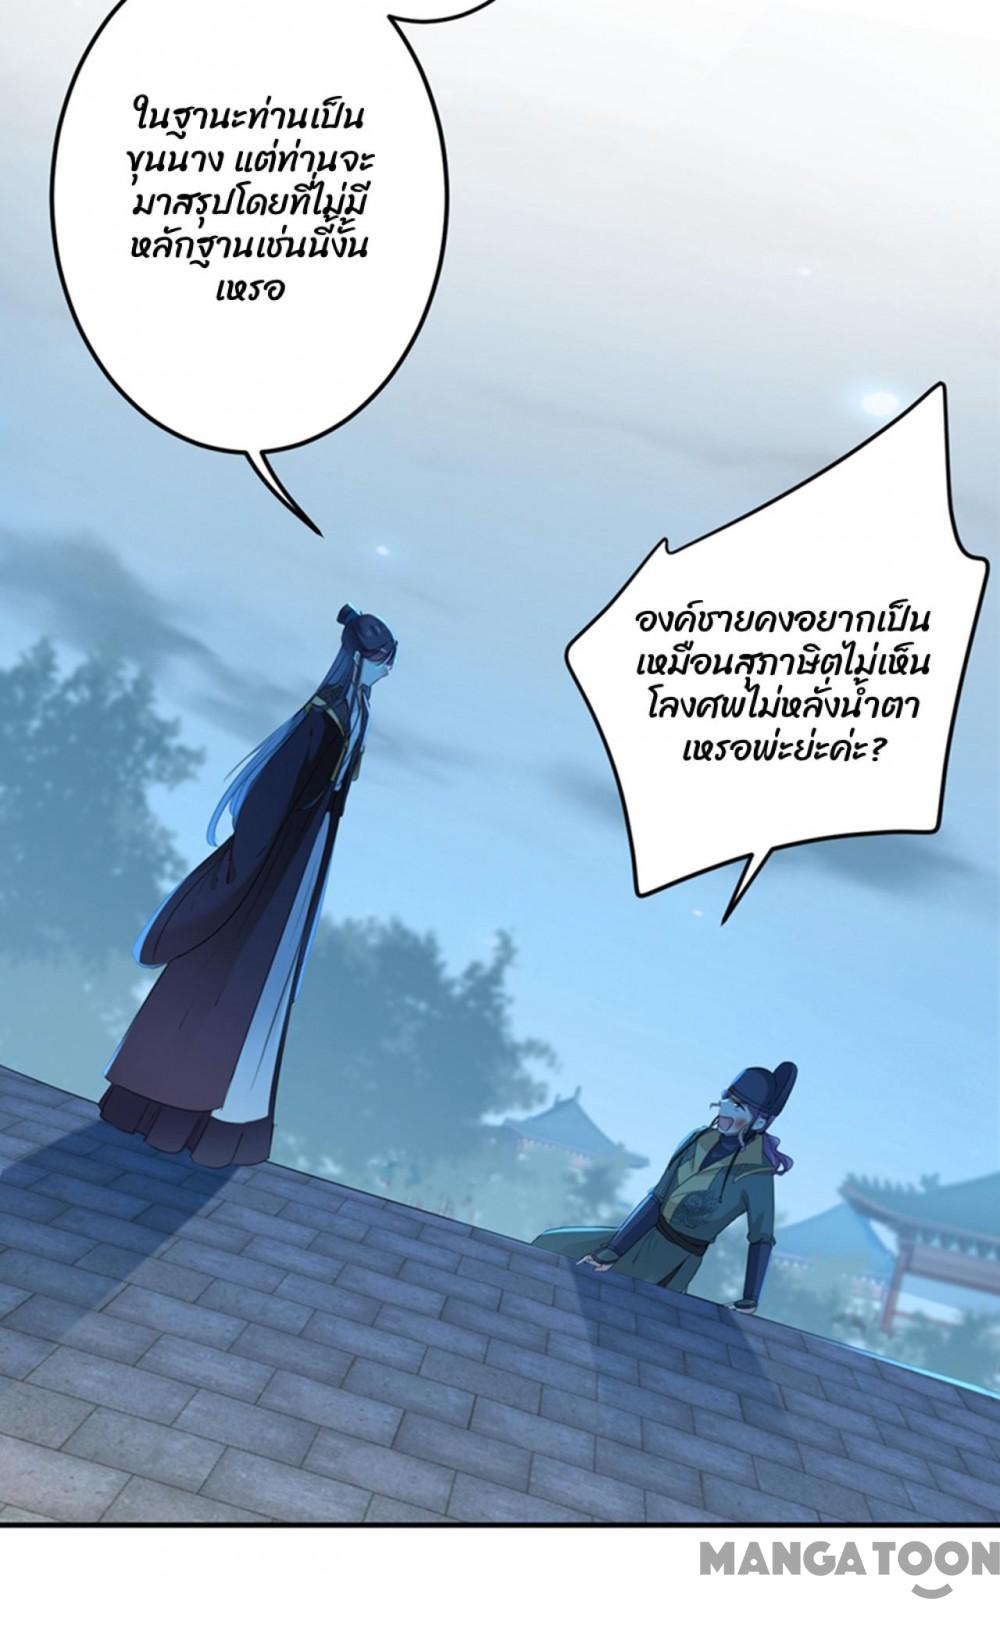 ในฐานะท่านเป็น
ขุนนาง แต่ท่านจะ
มาสรุปโดยที่ไม่มี
หลักฐานเช่นนี้งั้น
เหรอ
องค์ชายคงอยากเป็น
เหมือนสุภาษิตไม่เห็น
โลงศพไม่หลั่งน้ำตา
เหรอพ่ะย่ะค่ะ?
MANGATOON